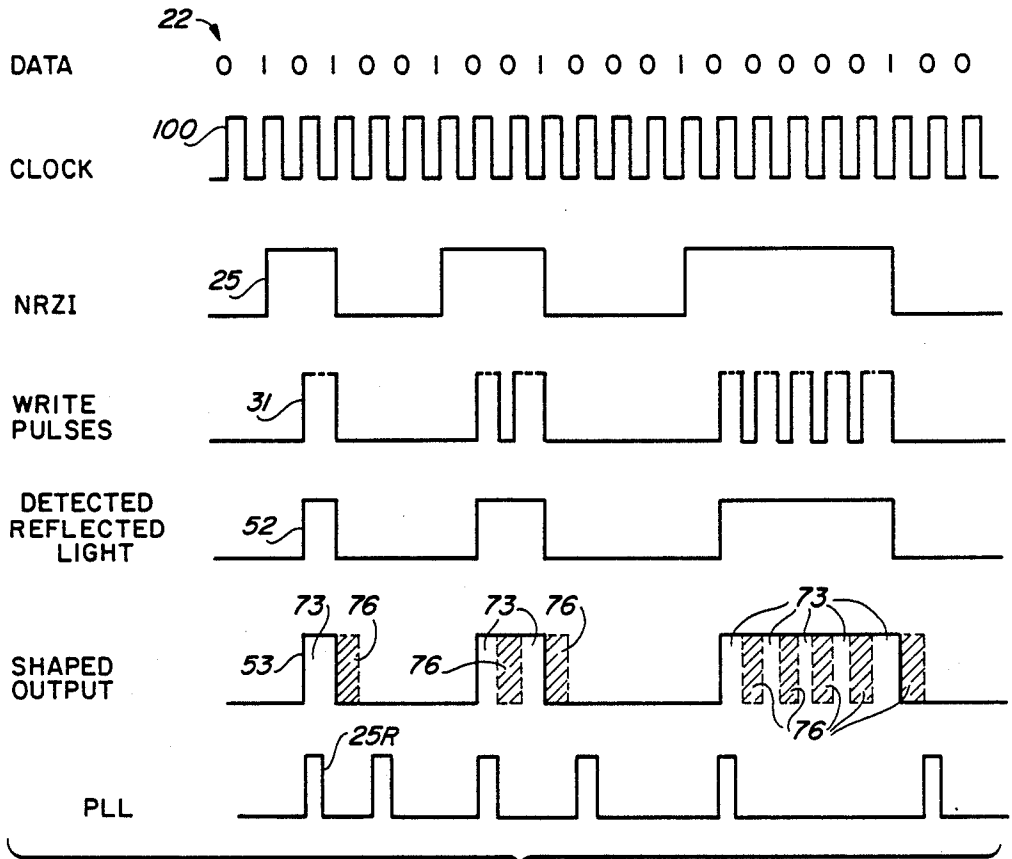 22
DATA 0 1 0 1 0 0 1 0 0 1 0 0 0 1 0 0 0 0 0 1 0 0
100
CLOCK
25
NRZI
31
WRITE
PULSES
DETECTED
REFLECTED
LIGHT
52
73 76 73 76 73
53
SHAPED
OUTPUT
76
76
25R
PLL